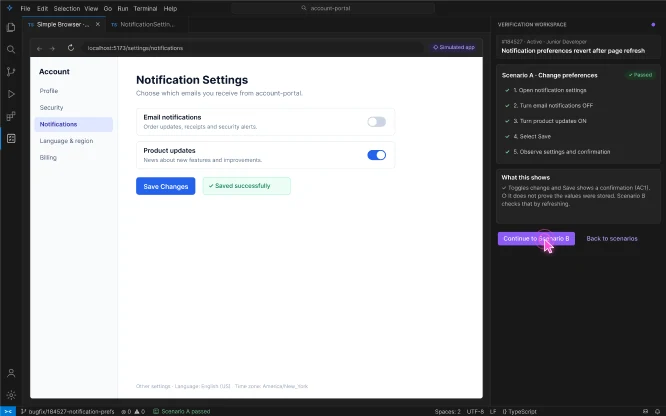 File Edit Selection View Go Run Terminal Help
account-portal
TS Simple Browser -...
TS NotificationSettin...
localhost:5173/settings/notifications
Simulated app
Account
Profile
Security
Notifications
Language & region
Billing
Notification Settings
Choose which emails you receive from account-portal.
Email notifications
Order updates, receipts and security alerts.
Product updates
News about new features and improvements.
Save Changes
✓ Saved successfully
Other settings · Language: English (US) · Time zone: America/New_York
VERIFICATION WORKSPACE
#184527 · Active · Junior Developer
Notification preferences revert after page refresh
Scenario A · Change preferences
✓ Passed
✓ 1. Open notification settings
✓ 2. Turn email notifications OFF
✓ 3. Turn product updates ON
✓ 4. Select Save
✓ 5. Observe settings and confirmation
What this shows
✓ Toggles change and Save shows a confirmation (AC1).
○ It does not prove the values were stored. Scenario B
checks that by refreshing.
Continue to Scenario B
Back to scenarios
bugfix/184527-notification-prefs
0 0
Scenario A passed
Spaces: 2 UTF-8 LF {} TypeScript